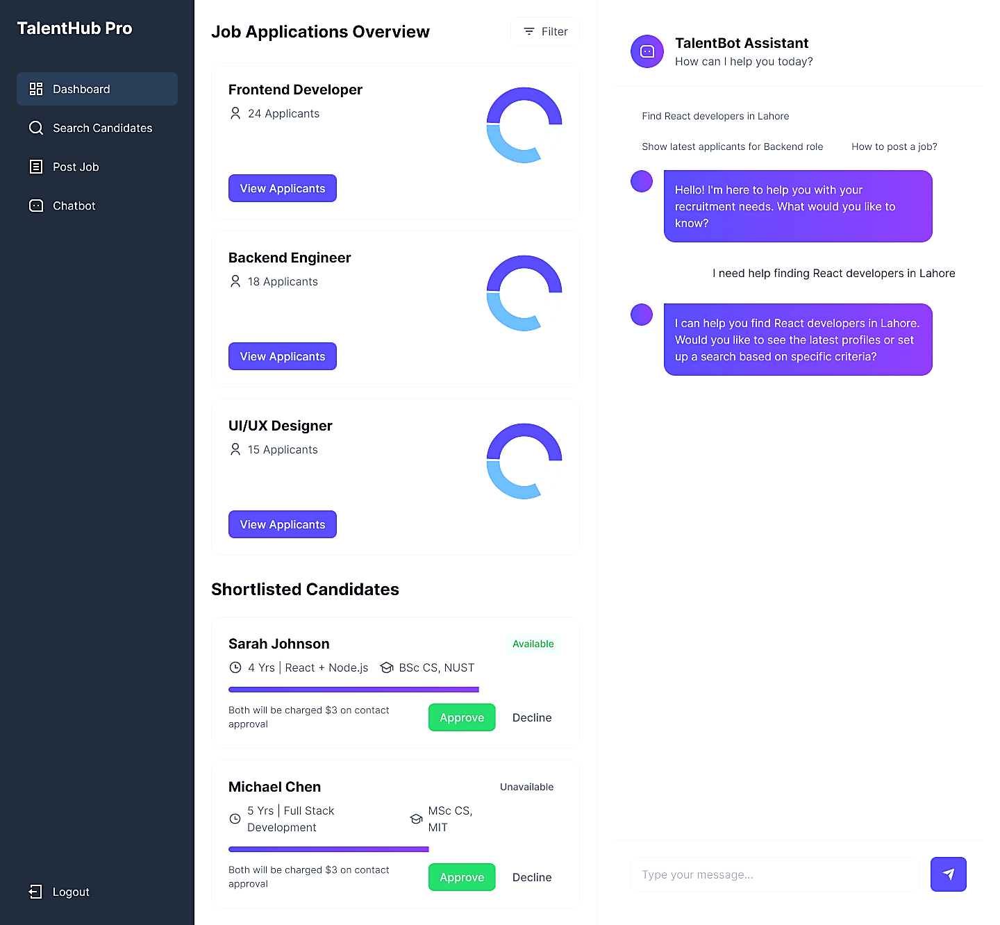 TalentHub Pro
Dashboard
Search Candidates
Post Job
Chatbot
Logout
Job Applications Overview
Filter
Frontend Developer
24 Applicants
View Applicants
Backend Engineer
18 Applicants
View Applicants
UI/UX Designer
15 Applicants
View Applicants
Shortlisted Candidates
Sarah Johnson
Available
4 Yrs | React + Node.js
BSc CS, NUST
Both will be charged $3 on contact
approval
Approve
Decline
Michael Chen
Unavailable
5 Yrs | Full Stack
Development
MSc CS,
MIT
Both will be charged $3 on contact
approval
Approve
Decline
TalentBot Assistant
How can I help you today?
Find React developers in Lahore
Show latest applicants for Backend role
How to post a job?
Hello! I'm here to help you with your
recruitment needs. What would you like to
know?
I need help finding React developers in Lahore
I can help you find React developers in Lahore.
Would you like to see the latest profiles or set
up a search based on specific criteria?
Type your message...